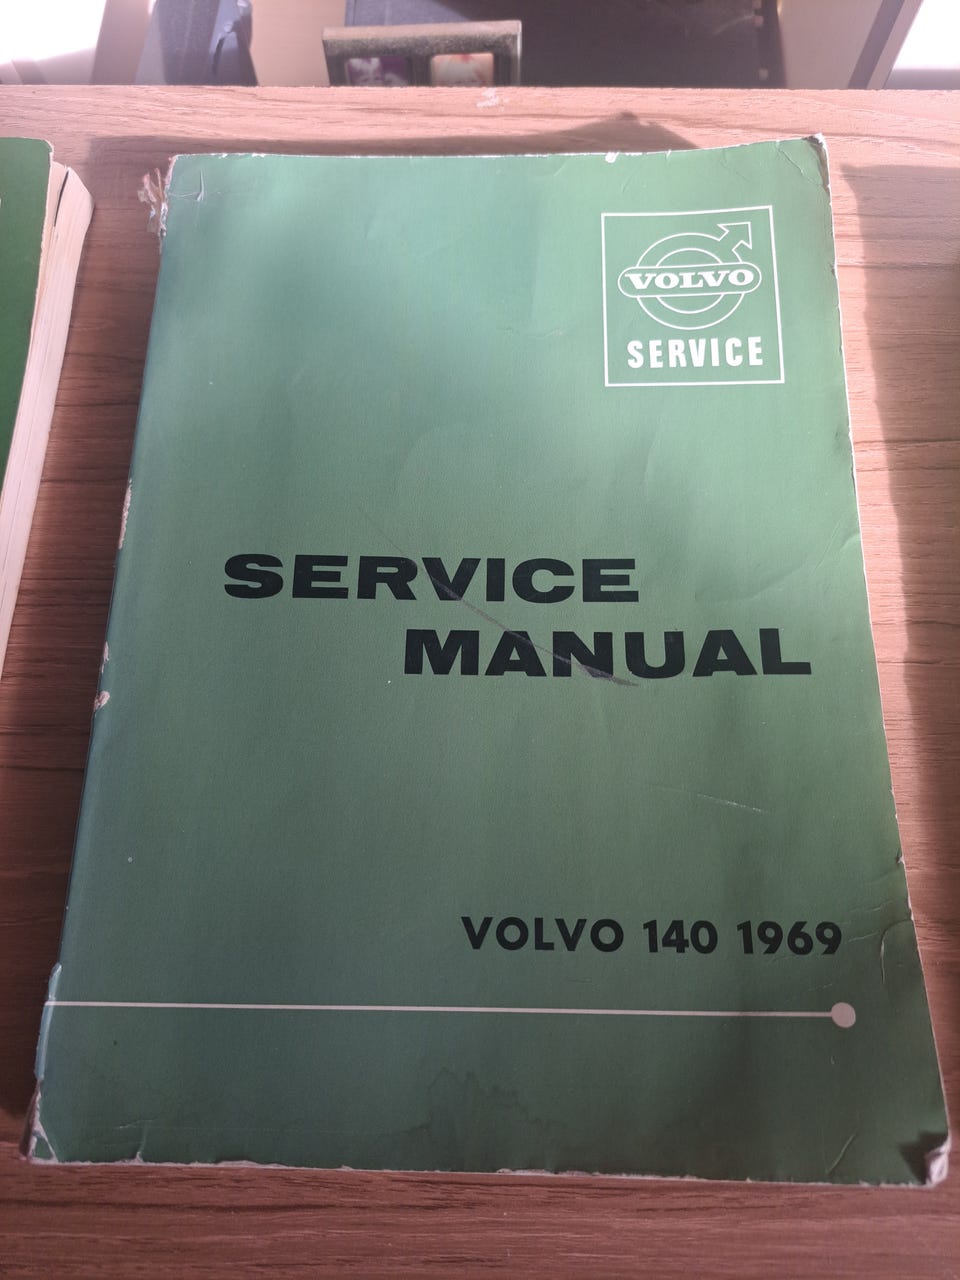 VOLVO
SERVICE
SERVICE
MANUAL
VOLVO 140 1969